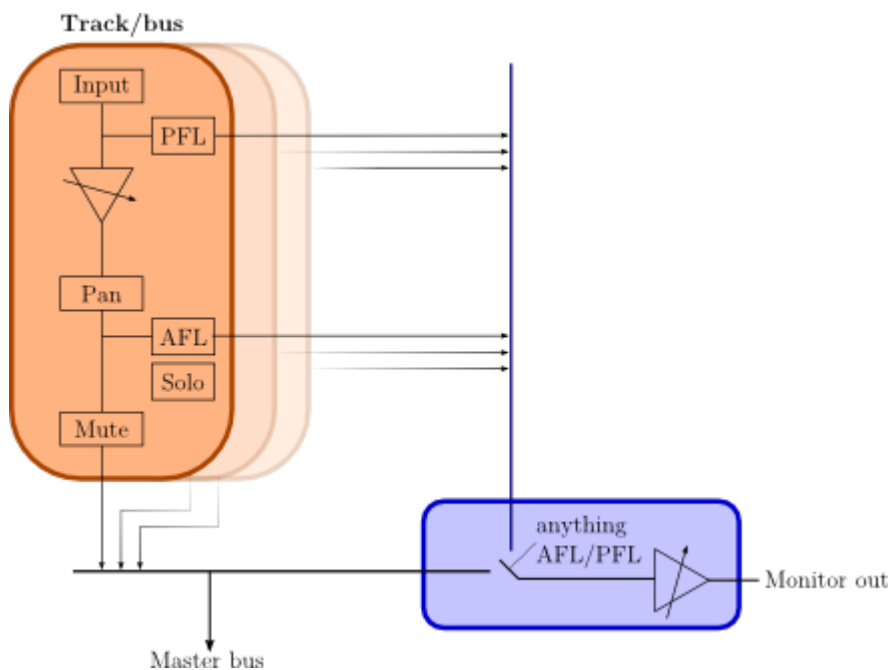 Track/bus
Input
PFL
Pan
AFL
Solo
Mute
anything
AFL/PFL
Monitor out
Master bus